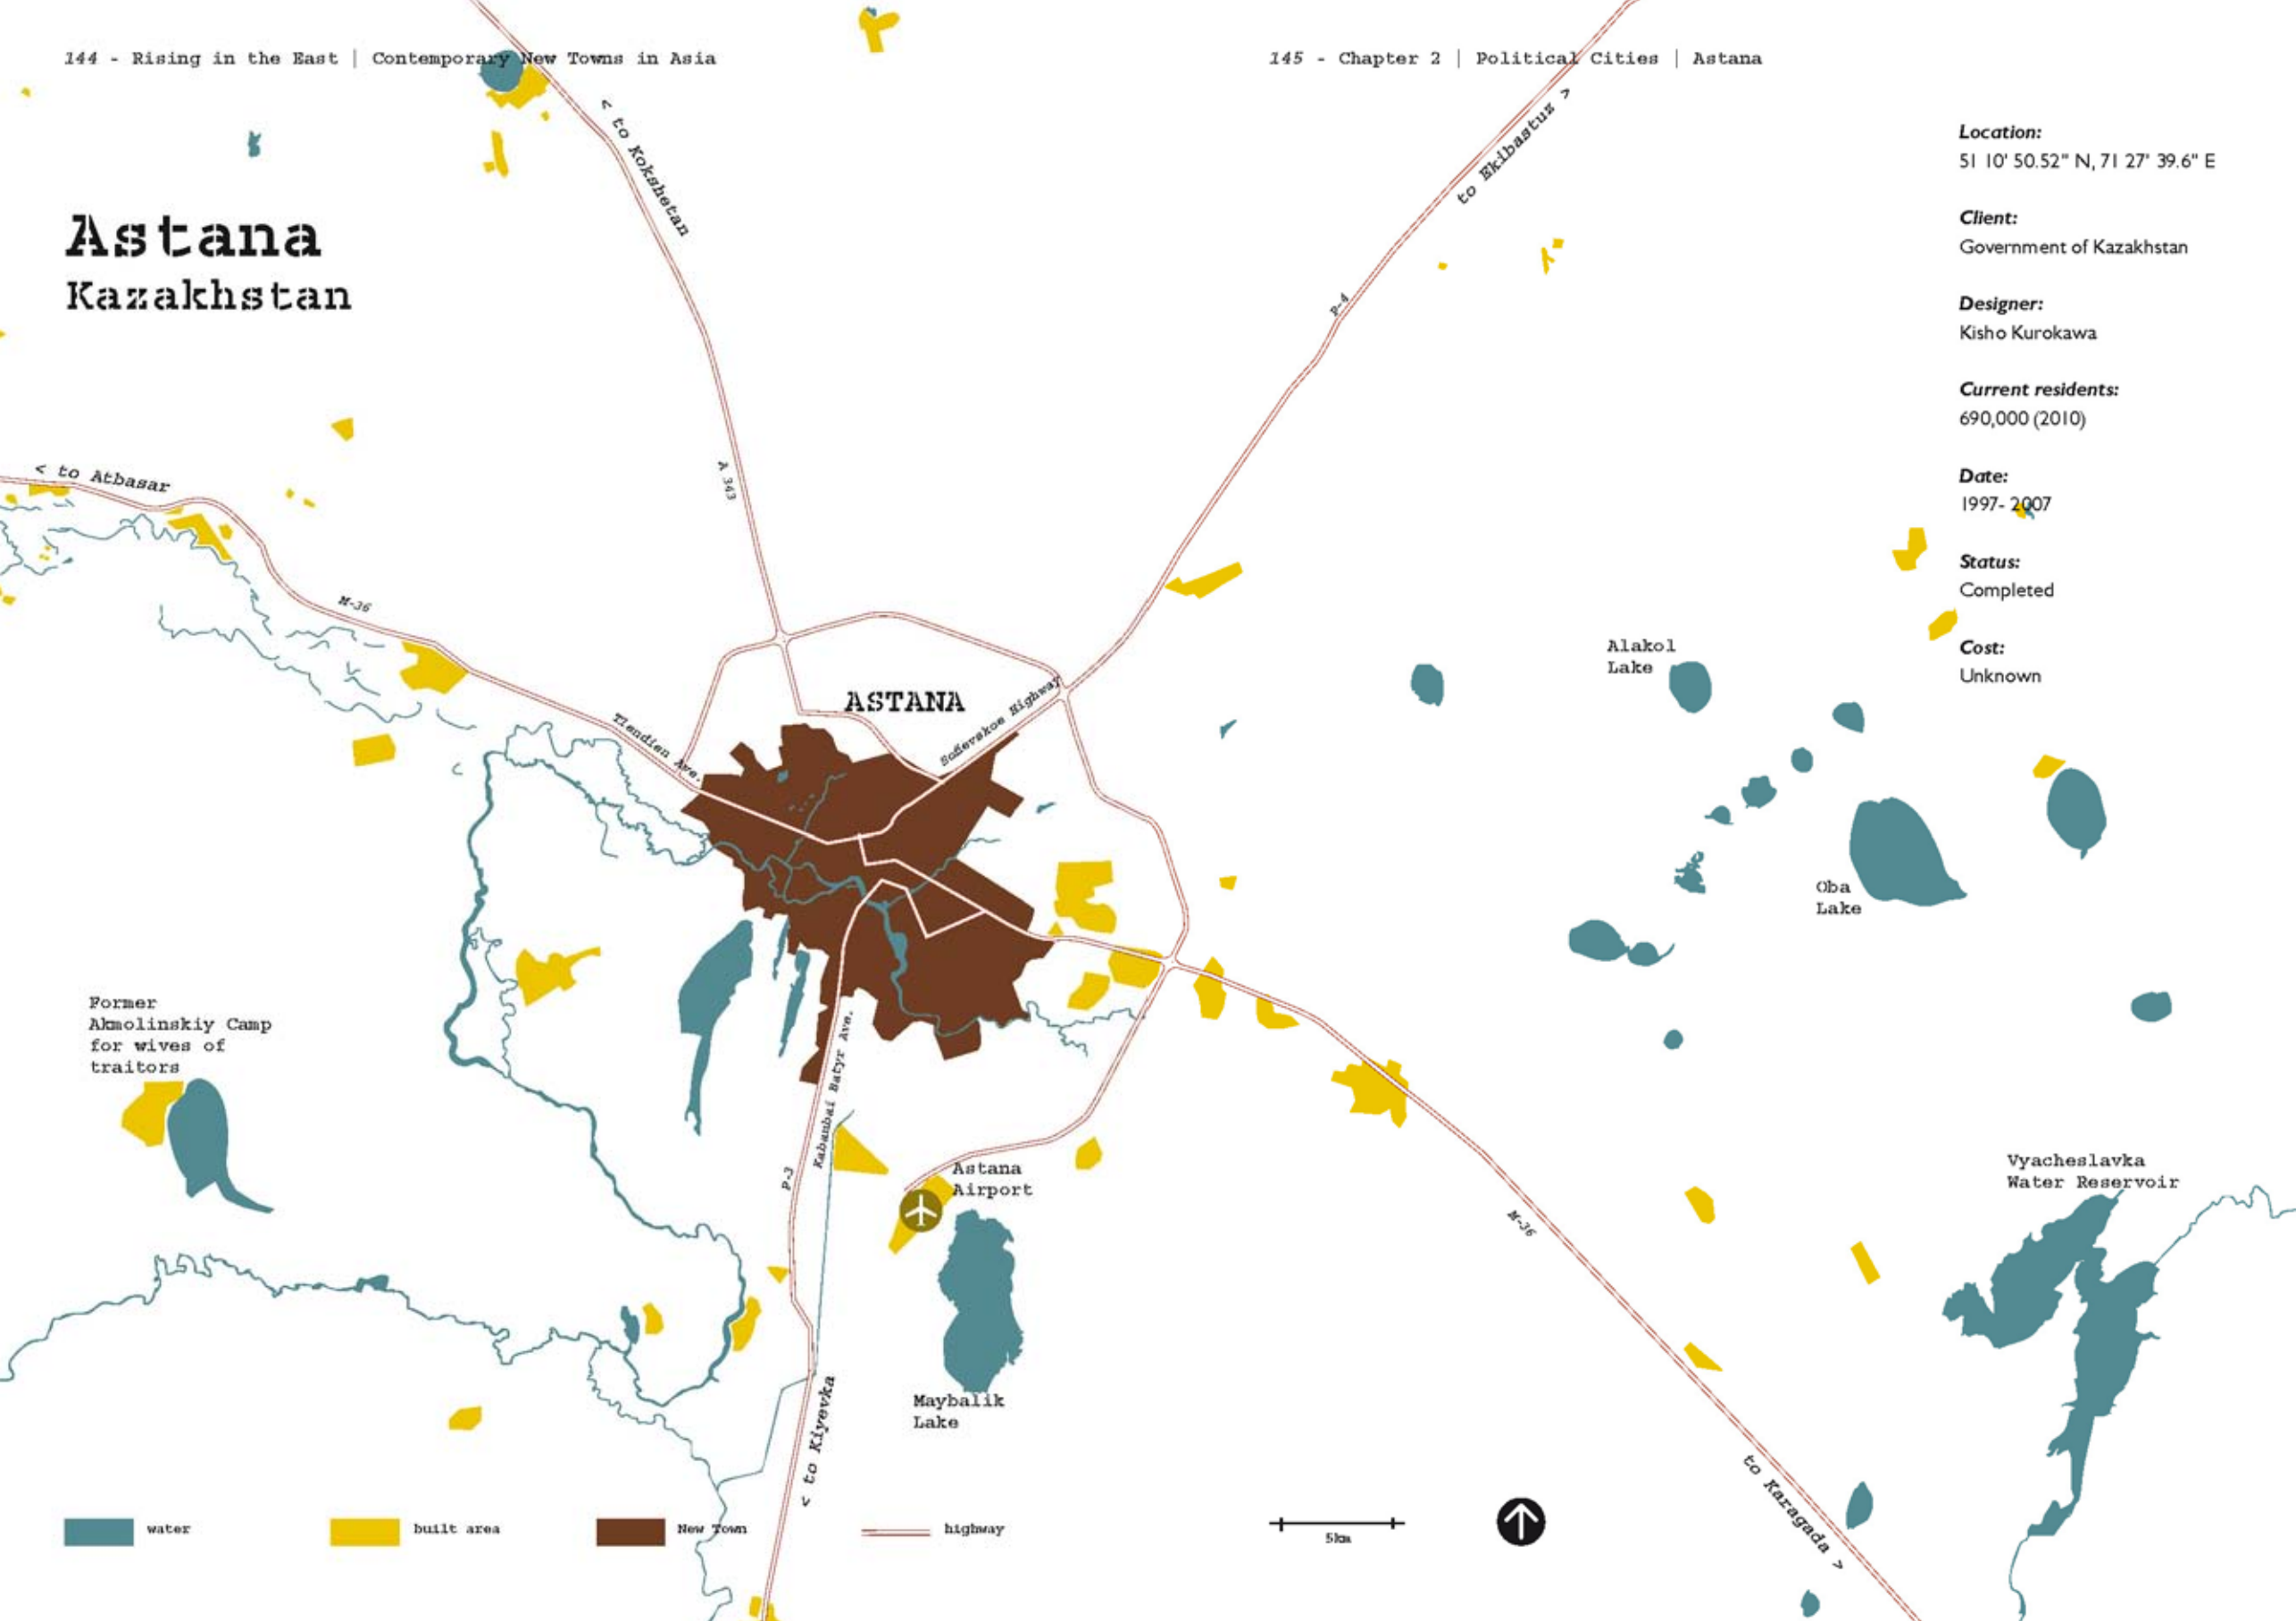 144 - Rising in the East | Contemporary New Towns in Asia
145 - Chapter 2 | Political Cities | Astana
Astana
Kazakhstan
Location:
51 10' 50.52" N, 71 27' 39.6" E
Client:
Government of Kazakhstan
Designer:
Kisho Kurokawa
Current residents:
690,000 (2010)
Date:
1997- 2007
Status:
Completed
Cost:
Unknown
< to Kokshetan
to Ekibastuz >
P-4
A 343
< to Atbasar
M-36
Tlendien Ave.
ASTANA
Sofievskoe Highway
Alakol
Lake
Oba
Lake
Former
Akmolinskiy Camp
for wives of
traitors
Kabanbai Batyr Ave.
P-3
Astana
Airport
Maybalik
Lake
M-36
Vyacheslavka
Water Reservoir
< to Kiyevka
to Karagada >
water
built area
New Town
highway
5km